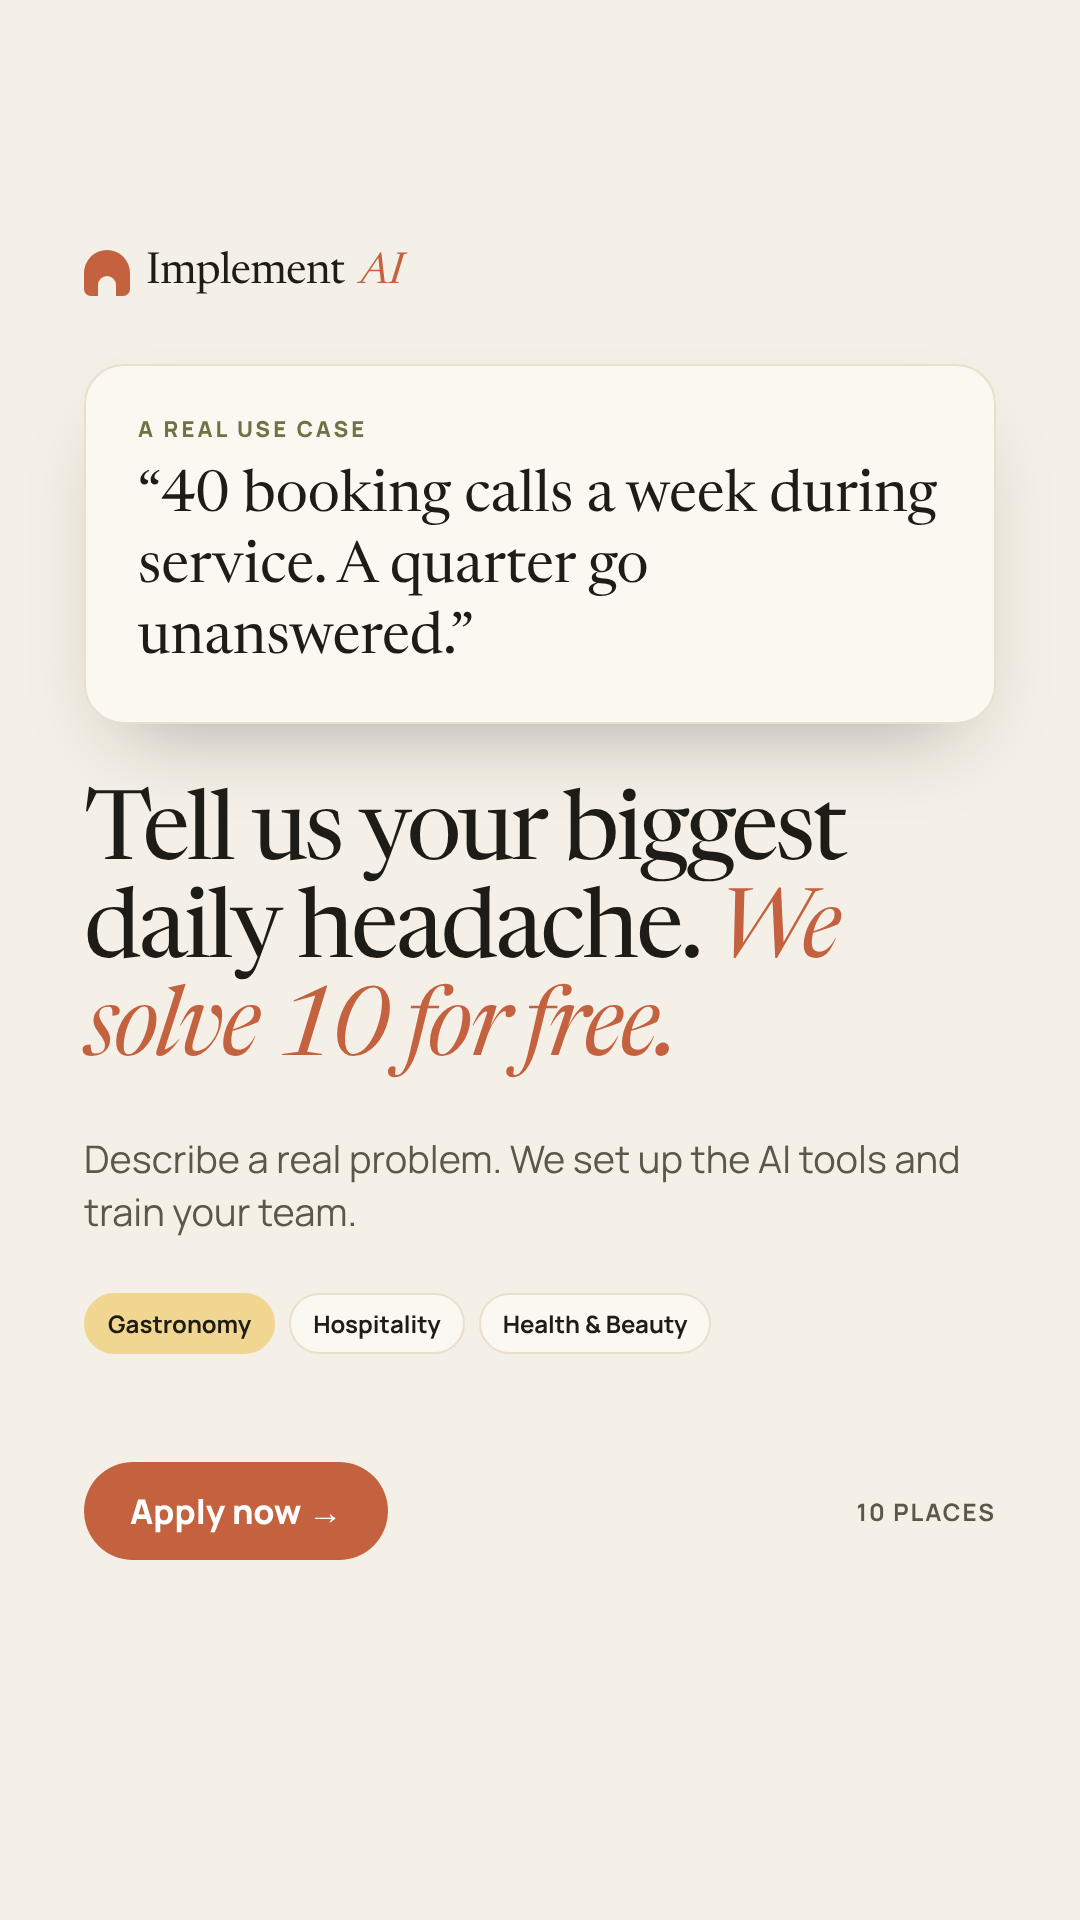 Implement AI
A REAL USE CASE
“40 booking calls a week during
service. A quarter go
unanswered.”
Tell us your biggest
daily headache. We
solve 10 for free.
Describe a real problem. We set up the AI tools and
train your team.
Gastronomy Hospitality Health & Beauty
Apply now → 10 PLACES